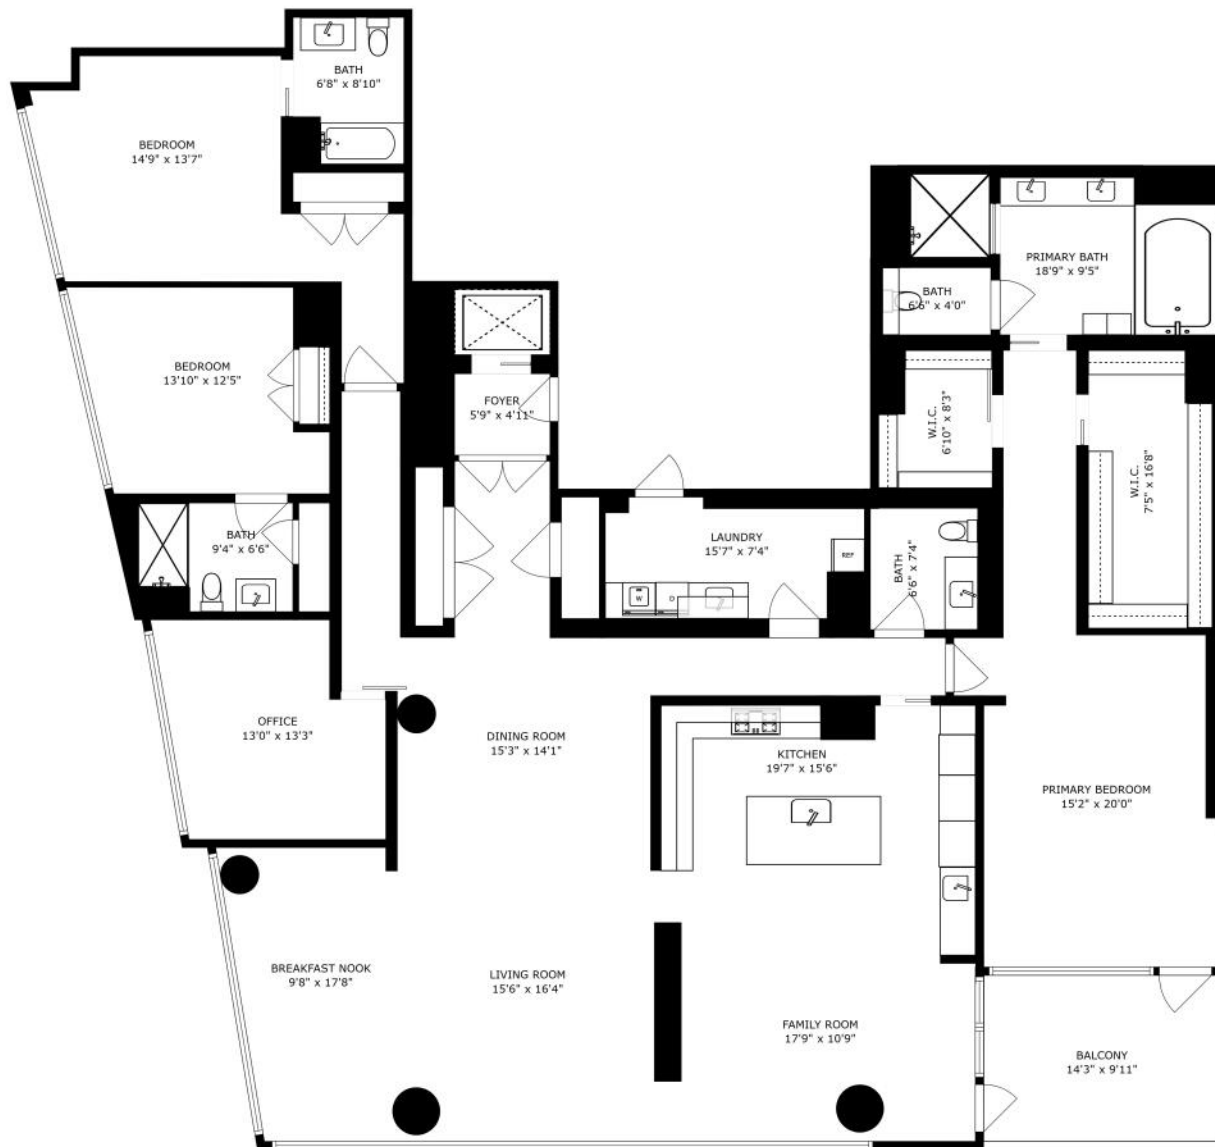 BATH
6'8" x 8'10"
BEDROOM
14'9" x 13'7"
PRIMARY BATH
18'9" x 9'5"
BATH
6'6" x 4'0"
BEDROOM
13'10" x 12'5"
FOYER
5'9" x 4'11"
W.I.C.
6'10" x 8'3"
W.I.C.
7'5" x 16'8"
BATH
9'4" x 6'6"
LAUNDRY
15'7" x 7'4"
REF
BATH
6'6" x 7'4"
W
D
OFFICE
13'0" x 13'3"
DINING ROOM
15'3" x 14'1"
KITCHEN
19'7" x 15'6"
PRIMARY BEDROOM
15'2" x 20'0"
BREAKFAST NOOK
9'8" x 17'8"
LIVING ROOM
15'6" x 16'4"
FAMILY ROOM
17'9" x 10'9"
BALCONY
14'3" x 9'11"